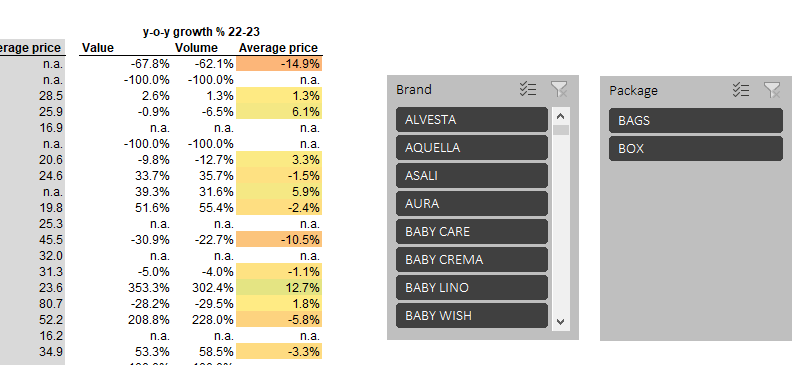 y-o-y growth % 22-23
price Value Volume Average price
n.a. -67.8% -62.1% -14.9%
n.a. -100.0% -100.0% n.a.
28.5 2.6% 1.3% 1.3%
25.9 -0.9% -6.5% 6.1%
16.9 n.a. n.a. n.a.
n.a. -100.0% -100.0% n.a.
20.6 -9.8% -12.7% 3.3%
24.6 33.7% 35.7% -1.5%
n.a. 39.3% 31.6% 5.9%
19.8 51.6% 55.4% -2.4%
25.3 n.a. n.a. n.a.
45.5 -30.9% -22.7% -10.5%
32.0 n.a. n.a. n.a.
31.3 -5.0% -4.0% -1.1%
23.6 353.3% 302.4% 12.7%
80.7 -28.2% -29.5% 1.8%
52.2 208.8% 228.0% -5.8%
16.2 n.a. n.a. n.a.
34.9 53.3% 58.5% -3.3%
Brand
ALVESTA
AQUELLA
ASALI
AURA
BABY CARE
BABY CREMA
BABY LINO
BABY WISH
Package
BAGS
BOX